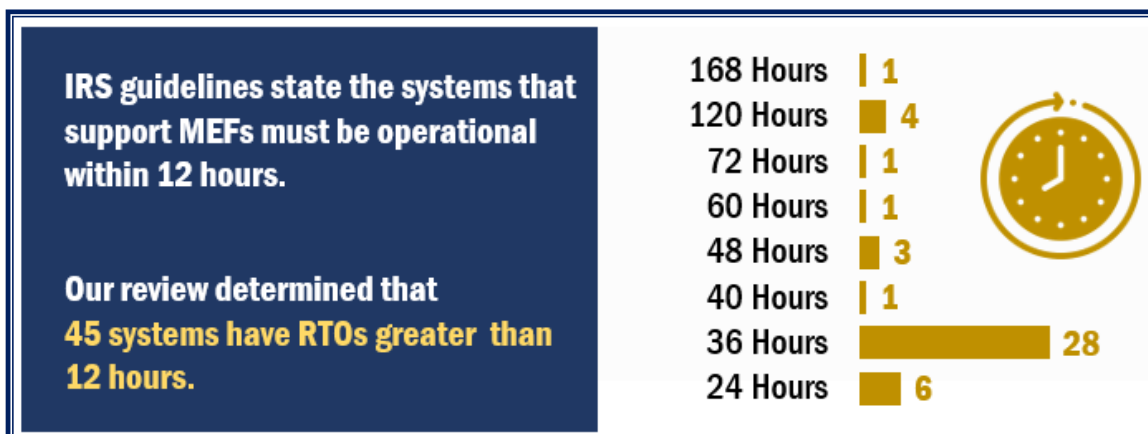 IRS guidelines state the systems that
support MEFs must be operational
within 12 hours.
Our review determined that
45 systems have RTOs greater than
12 hours.
168 Hours 1
120 Hours 4
72 Hours 1
60 Hours 1
48 Hours 3
40 Hours 1
36 Hours 28
24 Hours 6